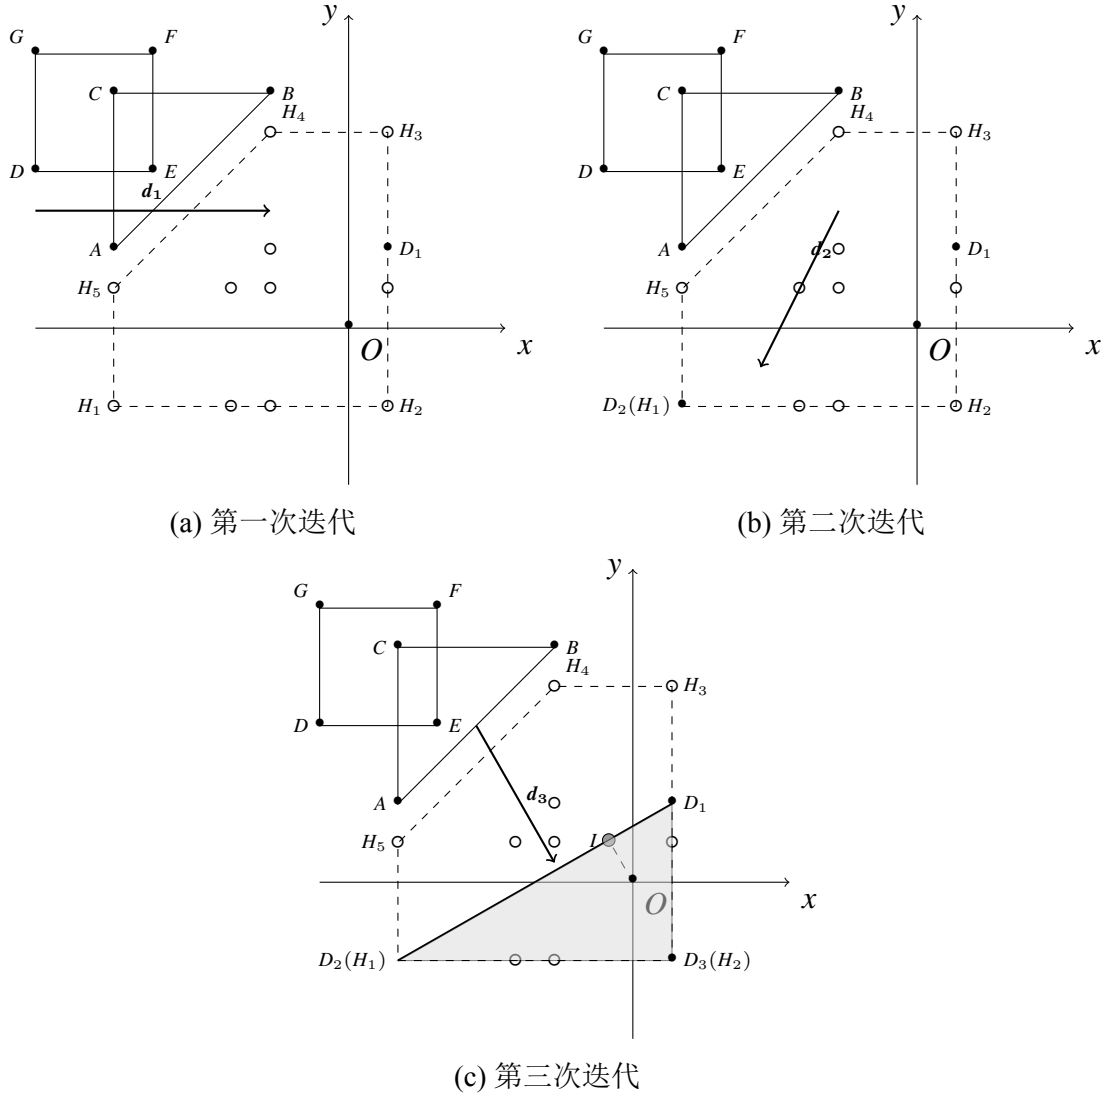 y
G
F
C
B
H₄
H₃
D
E
d₁
A
D₁
H₅
O
x
H₁
H₂
(a) 第一次迭代
y
G
F
C
B
H₄
H₃
D
E
A
d₂
D₁
H₅
O
x
D₂(H₁)
H₂
(b) 第二次迭代
y
G
F
C
B
H₄
H₃
D
E
d₃
A
D₁
H₅
I
O
x
D₂(H₁)
D₃(H₂)
(c) 第三次迭代